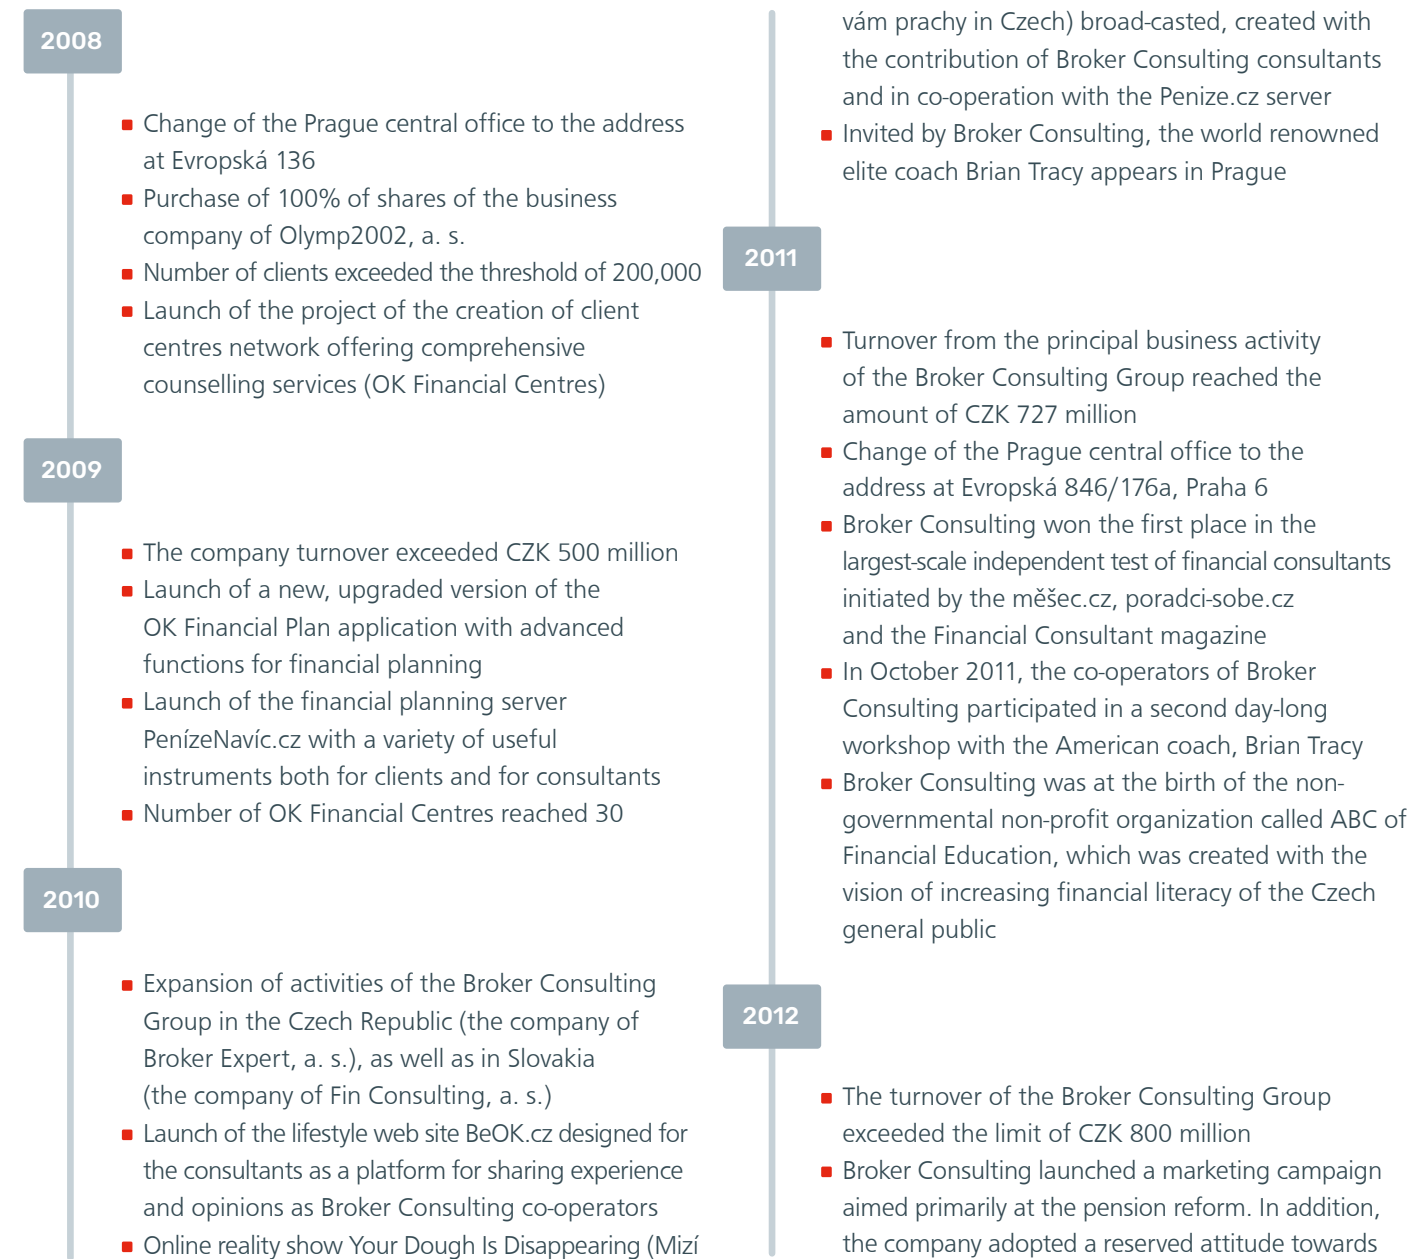 2008
Change of the Prague central office to the address
at Evropská 136
Purchase of 100% of shares of the business
company of Olymp2002, a. s.
Number of clients exceeded the threshold of 200,000
Launch of the project of the creation of client
centres network offering comprehensive
counselling services (OK Financial Centres)
2009
The company turnover exceeded CZK 500 million
Launch of a new, upgraded version of the
OK Financial Plan application with advanced
functions for financial planning
Launch of the financial planning server
PenízeNavíc.cz with a variety of useful
instruments both for clients and for consultants
Number of OK Financial Centres reached 30
2010
Expansion of activities of the Broker Consulting
Group in the Czech Republic (the company of
Broker Expert, a. s.), as well as in Slovakia
(the company of Fin Consulting, a. s.)
Launch of the lifestyle web site BeOK.cz designed for
the consultants as a platform for sharing experience
and opinions as Broker Consulting co-operators
Online reality show Your Dough Is Disappearing (Mizí
vám prachy in Czech) broad-casted, created with
the contribution of Broker Consulting consultants
and in co-operation with the Penize.cz server
Invited by Broker Consulting, the world renowned
elite coach Brian Tracy appears in Prague
2011
Turnover from the principal business activity
of the Broker Consulting Group reached the
amount of CZK 727 million
Change of the Prague central office to the
address at Evropská 846/176a, Praha 6
Broker Consulting won the first place in the
largest-scale independent test of financial consultants
initiated by the měšec.cz, poradci-sobe.cz
and the Financial Consultant magazine
In October 2011, the co-operators of Broker
Consulting participated in a second day-long
workshop with the American coach, Brian Tracy
Broker Consulting was at the birth of the non-
governmental non-profit organization called ABC of
Financial Education, which was created with the
vision of increasing financial literacy of the Czech
general public
2012
The turnover of the Broker Consulting Group
exceeded the limit of CZK 800 million
Broker Consulting launched a marketing campaign
aimed primarily at the pension reform. In addition,
the company adopted a reserved attitude towards